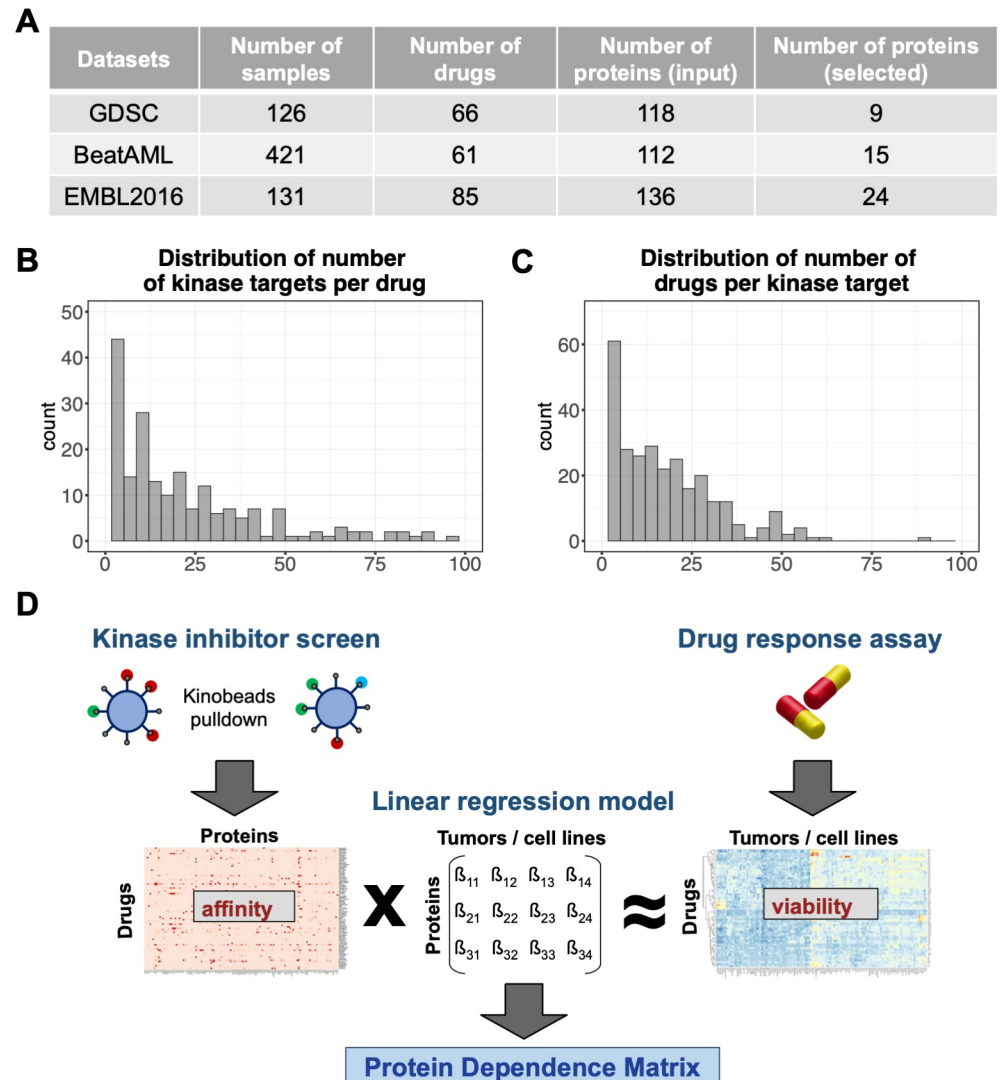 A
Datasets Number of samples Number of drugs Number of proteins (input) Number of proteins (selected)
GDSC 126 66 118 9
BeatAML 421 61 112 15
EMBL2016 131 85 136 24
B
Distribution of number
of kinase targets per drug
50
40
30
20
10
0
count
0 25 50 75 100
C
Distribution of number of
drugs per kinase target
60
40
20
0
count
0 25 50 75 100
D
Kinase inhibitor screen
Kinobeads
pulldown
Drug response assay
Linear regression model
Proteins
Drugs
affinity
X
Tumors / cell lines
Proteins
ß11 ß12 ß13 ß14
ß21 ß22 ß23 ß24
ß31 ß32 ß33 ß34
≈
Tumors / cell lines
Drugs
viability
Protein Dependence Matrix